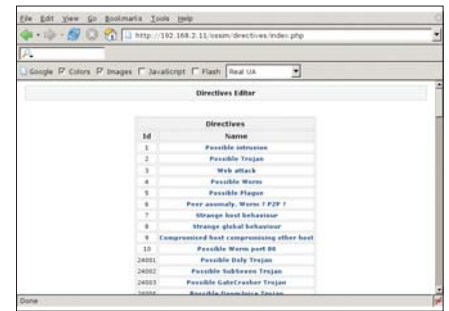 File Edit View Go Bookmarks Tools Help
http://192.168.2.11/ossim/directives/index.php
Google Colors Images JavaScript Flash Real UA
Directives Editor
Directives
Id Name
1 Possible intrusion
2 Possible Trojan
3 Web attack
4 Possible Worm
5 Possible Plague
6 Peer anomaly. Worm ? P2P ?
7 Strange host behaviour
8 Strange global behaviour
9 Compromised host compromising other host
10 Possible Worm port 80
24001 Possible Doly Trojan
24002 Possible SubSeven Trojan
24003 Possible GateCrasher Trojan
Done